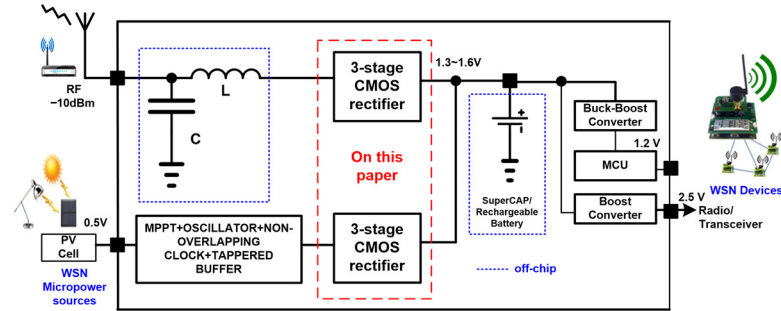 RF
−10dBm
L
C
3-stage
CMOS
rectifier
1.3~1.6V
On this
paper
SuperCAP/
Rechargeable
Battery
Buck-Boost
Converter
1.2 V
MCU
WSN Devices
Boost
Converter
2.5 V
Radio/
Transceiver
0.5V
PV
Cell
WSN
Micropower
sources
MPPT+OSCILLATOR+NON-
OVERLAPPING
CLOCK+TAPPERED
BUFFER
3-stage
CMOS
rectifier
off-chip